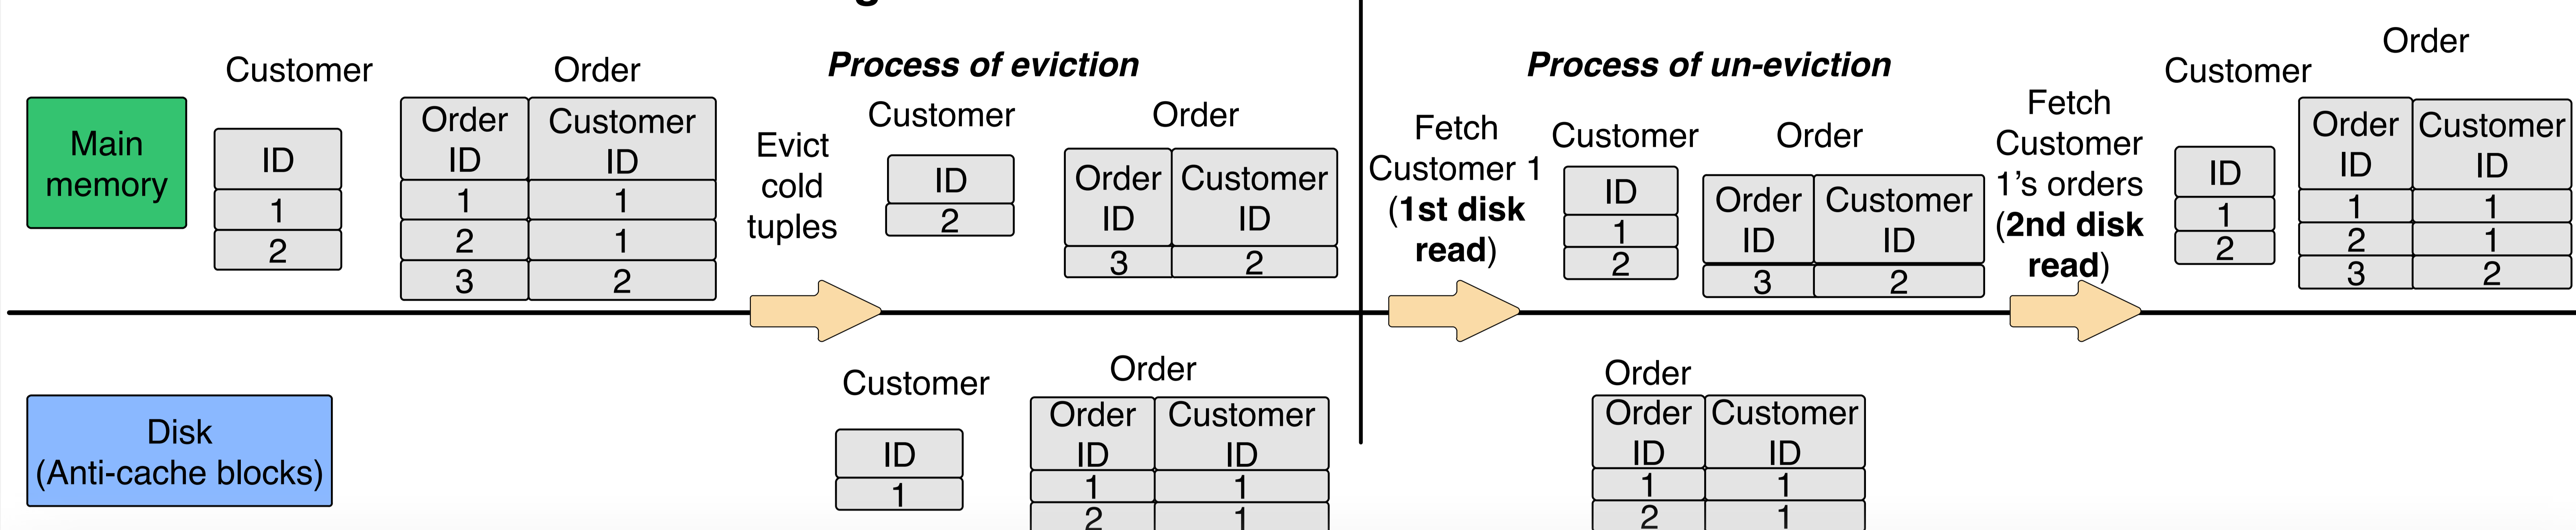 Process of eviction
Process of un-eviction
Main
memory
Customer
ID
1
2
Order
Order
ID
Customer
ID
1
1
2
1
3
2
Evict
cold
tuples
Customer
ID
2
Order
Order
ID
Customer
ID
3
2
Fetch
Customer 1
(1st disk
read)
Customer
ID
1
2
Order
Order
ID
Customer
ID
3
2
Fetch
Customer
1’s orders
(2nd disk
read)
Customer
ID
1
2
Order
Order
ID
Customer
ID
1
1
2
1
3
2
Disk
(Anti-cache blocks)
Customer
ID
1
Order
Order
ID
Customer
ID
1
1
2
1
Order
Order
ID
Customer
ID
1
1
2
1